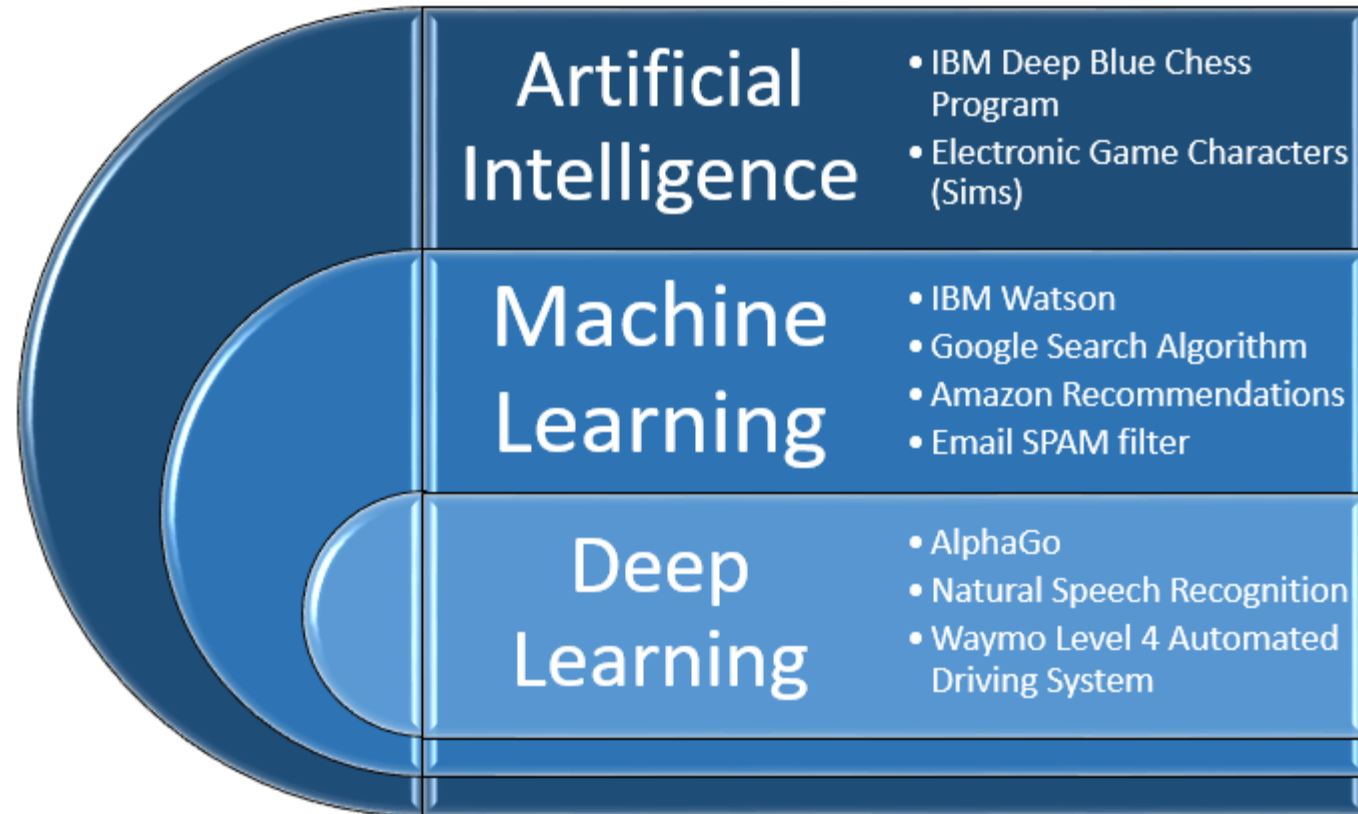 Artificial
Intelligence
• IBM Deep Blue Chess
Program
• Electronic Game Characters
(Sims)
Machine
Learning
• IBM Watson
• Google Search Algorithm
• Amazon Recommendations
• Email SPAM filter
Deep
Learning
• AlphaGo
• Natural Speech Recognition
• Waymo Level 4 Automated
Driving System